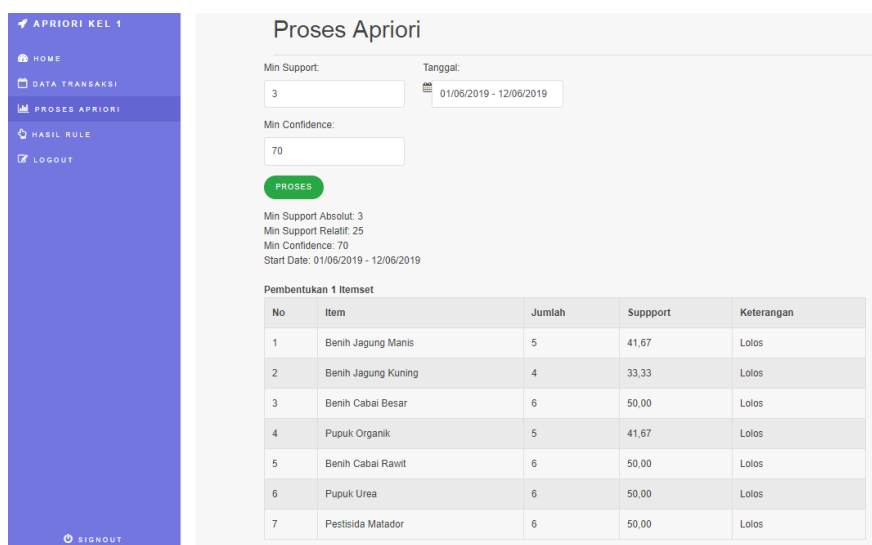 APRIORI KEL 1
HOME
DATA TRANSAKSI
PROSES APRIORI
HASIL RULE
LOGOUT
SIGNOUT
Proses Apriori
Min Support: Tanggal:
3 01/06/2019 - 12/06/2019
Min Confidence:
70
PROSES
Min Support Absolut: 3
Min Support Relatif: 25
Min Confidence: 70
Start Date: 01/06/2019 - 12/06/2019
Pembentukan 1 Itemset
No Item Jumlah Suppport Keterangan
1 Benih Jagung Manis 5 41,67 Lolos
2 Benih Jagung Kuning 4 33,33 Lolos
3 Benih Cabai Besar 6 50,00 Lolos
4 Pupuk Organik 5 41,67 Lolos
5 Benih Cabai Rawit 6 50,00 Lolos
6 Pupuk Urea 6 50,00 Lolos
7 Pestisida Matador 6 50,00 Lolos